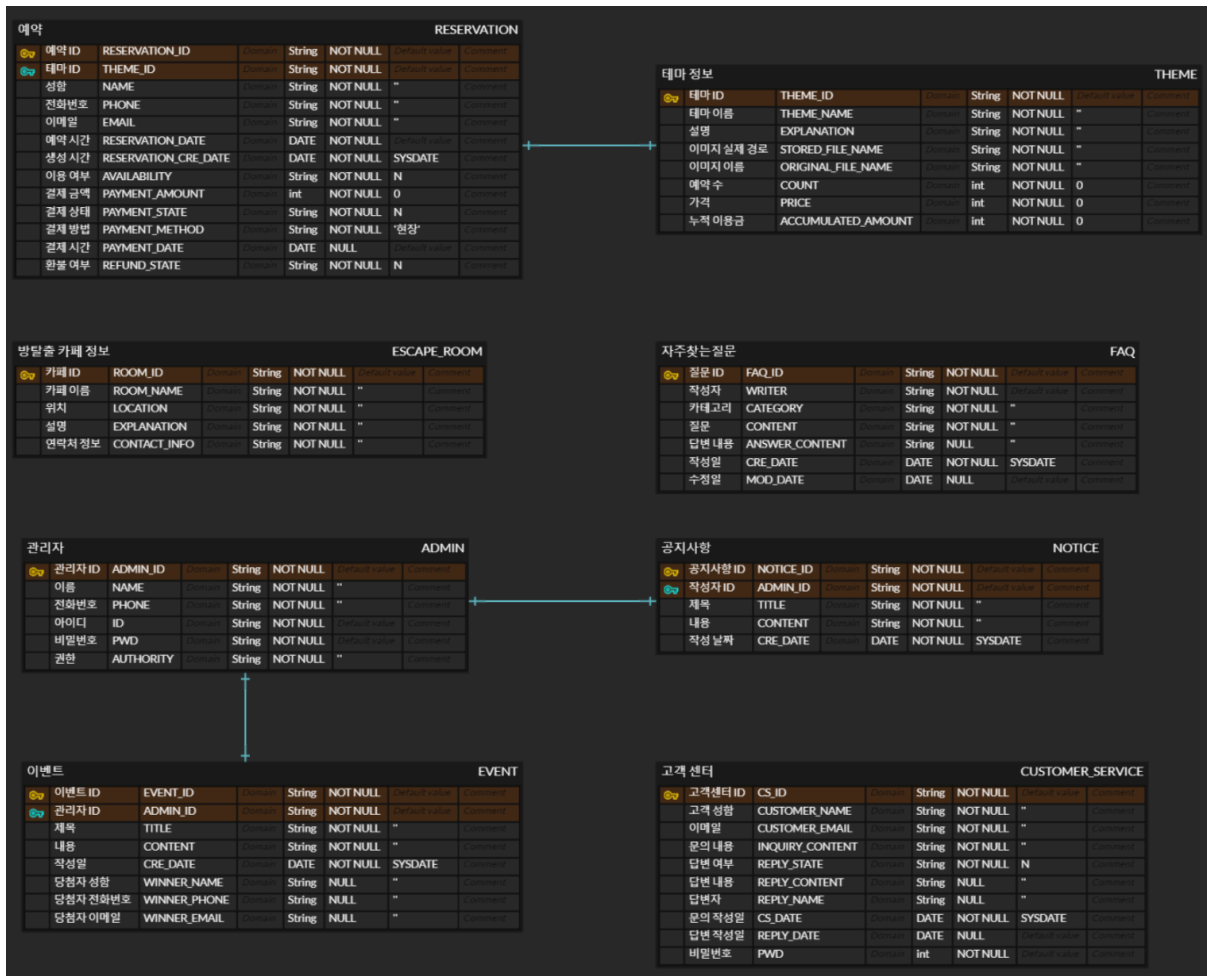 예약 RESERVATION
예약 ID RESERVATION_ID Domain String NOT NULL Default value Comment
테마 ID THEME_ID Domain String NOT NULL Default value Comment
성함 NAME Domain String NOT NULL '' Comment
전화번호 PHONE Domain String NOT NULL '' Comment
이메일 EMAIL Domain String NOT NULL '' Comment
예약 시간 RESERVATION_DATE Domain DATE NOT NULL Default value Comment
생성 시간 RESERVATION_CRE_DATE Domain DATE NOT NULL SYSDATE Comment
이용 여부 AVAILABILITY Domain String NOT NULL N Comment
결제 금액 PAYMENT_AMOUNT Domain int NOT NULL 0 Comment
결제 상태 PAYMENT_STATE Domain String NOT NULL N Comment
결제 방법 PAYMENT_METHOD Domain String NOT NULL '현장' Comment
결제 시간 PAYMENT_DATE Domain DATE NULL Default value Comment
환불 여부 REFUND_STATE Domain String NOT NULL N Comment
테마 정보 THEME
테마 ID THEME_ID Domain String NOT NULL Default value Comment
테마 이름 THEME_NAME Domain String NOT NULL '' Comment
설명 EXPLANATION Domain String NOT NULL '' Comment
이미지 실제 경로 STORED_FILE_NAME Domain String NOT NULL '' Comment
이미지 이름 ORIGINAL_FILE_NAME Domain String NOT NULL '' Comment
예약 수 COUNT Domain int NOT NULL 0 Comment
가격 PRICE Domain int NOT NULL 0 Comment
누적 이용금 ACCUMULATED_AMOUNT Domain int NOT NULL 0 Comment
방탈출 카페 정보 ESCAPE_ROOM
카페 ID ROOM_ID Domain String NOT NULL Default value Comment
카페 이름 ROOM_NAME Domain String NOT NULL '' Comment
위치 LOCATION Domain String NOT NULL '' Comment
설명 EXPLANATION Domain String NOT NULL '' Comment
연락처 정보 CONTACT_INFO Domain String NOT NULL '' Comment
자주찾는질문 FAQ
질문 ID FAQ_ID Domain String NOT NULL Default value Comment
작성자 WRITER Domain String NOT NULL Default value Comment
카테고리 CATEGORY Domain String NOT NULL '' Comment
질문 CONTENT Domain String NOT NULL '' Comment
답변 내용 ANSWER_CONTENT Domain String NULL '' Comment
작성일 CRE_DATE Domain DATE NOT NULL SYSDATE Comment
수정일 MOD_DATE Domain DATE NULL Default value Comment
관리자 ADMIN
관리자 ID ADMIN_ID Domain String NOT NULL Default value Comment
이름 NAME Domain String NOT NULL '' Comment
전화번호 PHONE Domain String NOT NULL '' Comment
아이디 ID Domain String NOT NULL Default value Comment
비밀번호 PWD Domain String NOT NULL Default value Comment
권한 AUTHORITY Domain String NOT NULL '' Comment
공지사항 NOTICE
공지사항 ID NOTICE_ID Domain String NOT NULL Default value Comment
작성자 ID ADMIN_ID Domain String NOT NULL Default value Comment
제목 TITLE Domain String NOT NULL '' Comment
내용 CONTENT Domain String NOT NULL '' Comment
작성 날짜 CRE_DATE Domain DATE NOT NULL SYSDATE Comment
이벤트 EVENT
이벤트 ID EVENT_ID Domain String NOT NULL Default value Comment
관리자 ID ADMIN_ID Domain String NOT NULL Default value Comment
제목 TITLE Domain String NOT NULL '' Comment
내용 CONTENT Domain String NOT NULL '' Comment
작성일 CRE_DATE Domain DATE NOT NULL SYSDATE Comment
당첨자 성함 WINNER_NAME Domain String NULL '' Comment
당첨자 전화번호 WINNER_PHONE Domain String NULL '' Comment
당첨자 이메일 WINNER_EMAIL Domain String NULL '' Comment
고객 센터 CUSTOMER_SERVICE
고객센터 ID CS_ID Domain String NOT NULL Default value Comment
고객 성함 CUSTOMER_NAME Domain String NOT NULL '' Comment
이메일 CUSTOMER_EMAIL Domain String NOT NULL '' Comment
문의 내용 INQUIRY_CONTENT Domain String NOT NULL '' Comment
답변 여부 REPLY_STATE Domain String NOT NULL N Comment
답변 내용 REPLY_CONTENT Domain String NULL '' Comment
답변자 REPLY_NAME Domain String NULL '' Comment
문의 작성일 CS_DATE Domain DATE NOT NULL SYSDATE Comment
답변 작성일 REPLY_DATE Domain DATE NULL Default value Comment
비밀번호 PWD Domain int NOT NULL Default value Comment